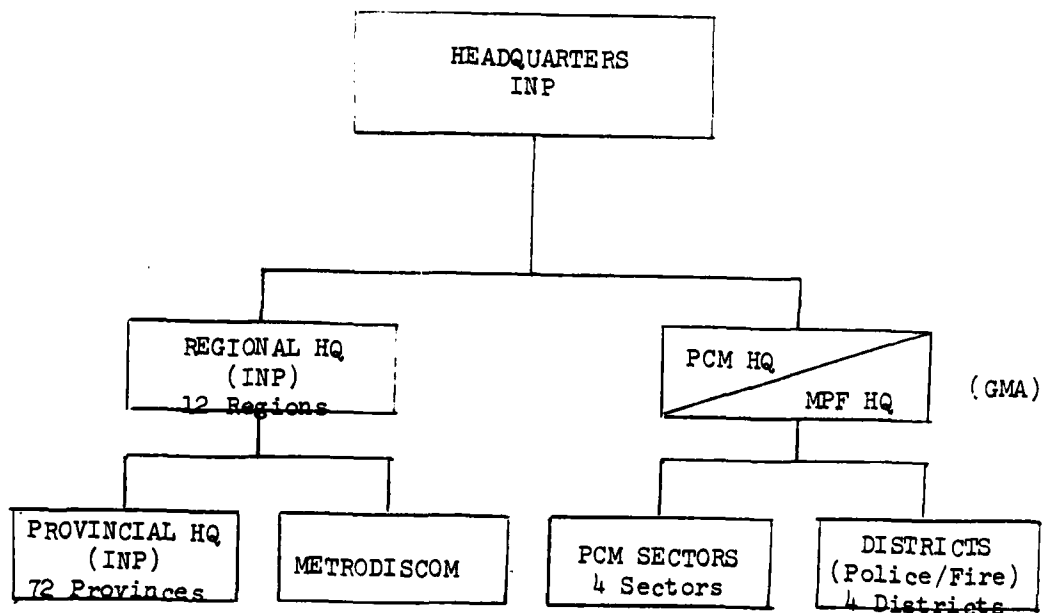 HEADQUARTERS
INP
REGIONAL HQ
(INP)
12 Regions
PCM HQ
MPF HQ
(GMA)
PROVINCIAL HQ
(INP)
72 Provinces
METRODISCOM
PCM SECTORS
4 Sectors
DISTRICTS
(Police/Fire)
4 Districts